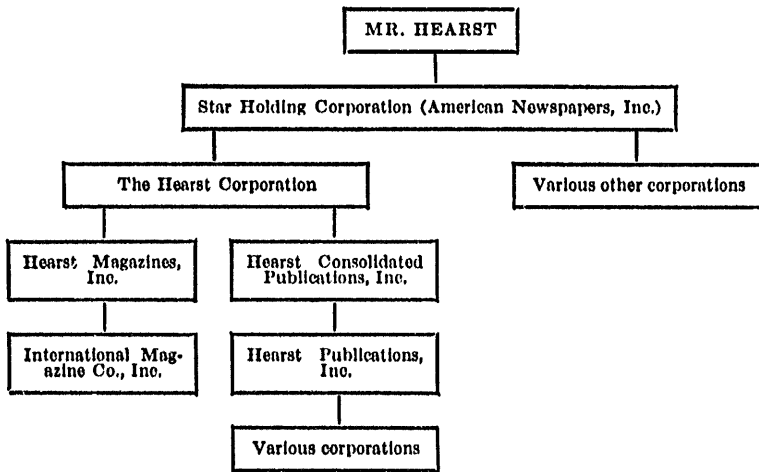 MR. HEARST
Star Holding Corporation (American Newspapers, Inc.)
The Hearst Corporation
Various other corporations
Hearst Magazines,
Inc.
Hearst Consolidated
Publications, Inc.
International Mag-
azine Co., Inc.
Hearst Publications,
Inc.
Various corporations